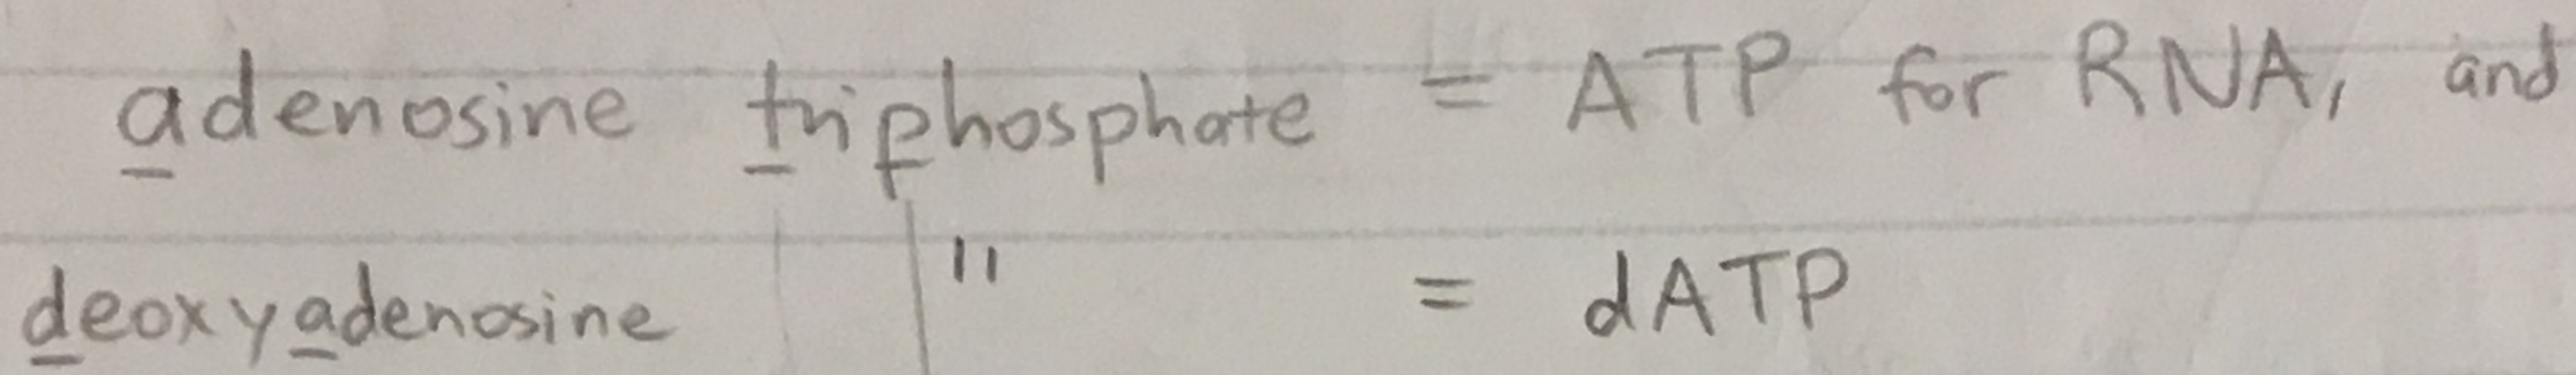 adenosine triphosphate = ATP for RNA, and
deoxyadenosine " = dATP